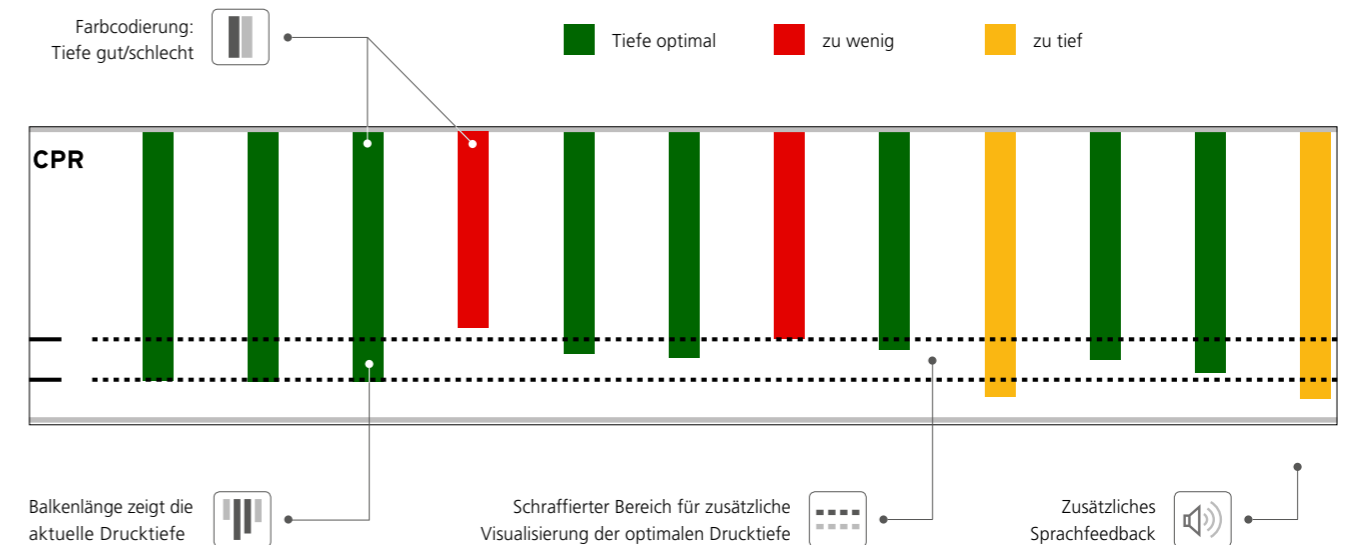 Farbcodierung:
Tiefe gut/schlecht
Tiefe optimal
zu wenig
zu tief
CPR
Balkenlänge zeigt die
aktuelle Drucktiefe
Schraffierter Bereich für zusätzliche
Visualisierung der optimalen Drucktiefe
Zusätzliches
Sprachfeedback